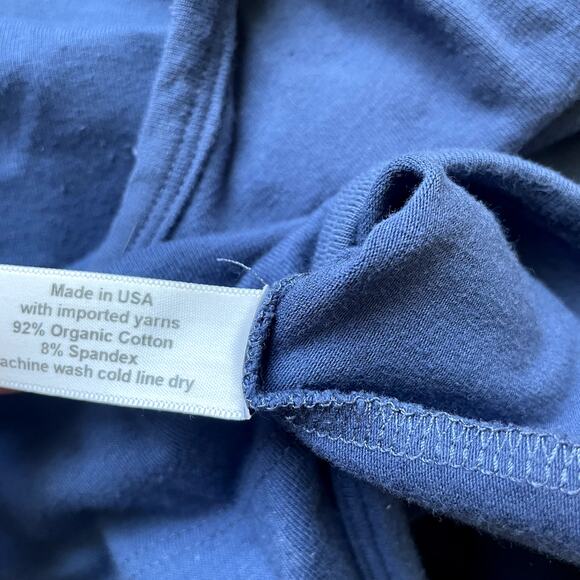 Made in USA
with imported yarns
92% Organic Cotton
8% Spandex
achine wash cold line dry